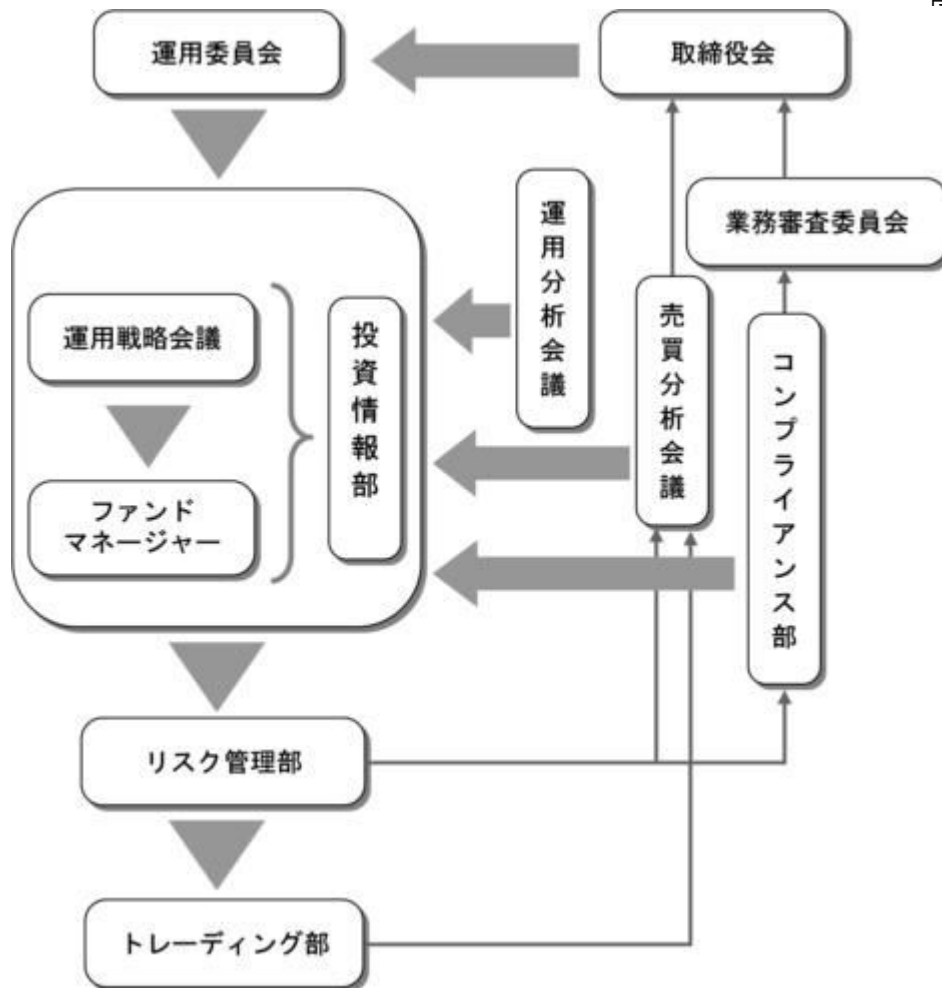 運用委員会
取締役会
業務審査委員会
運用分析会議
売買分析会議
コンプライアンス部
運用戦略会議
投資情報部
ファンド
マネージャー
リスク管理部
トレーディング部